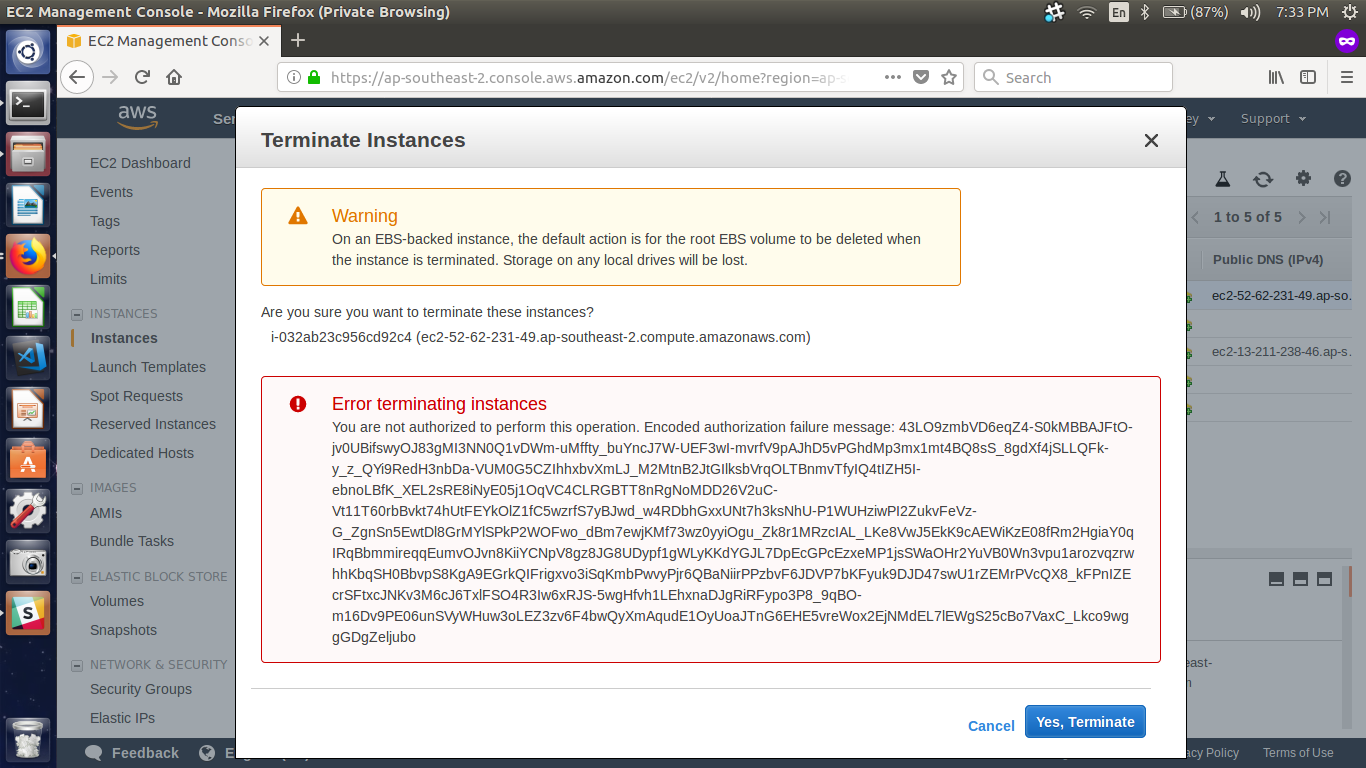 EC2 Management Console - Mozilla Firefox (Private Browsing)
En
(87%)
7:33 PM
EC2 Management Conso
https://ap-southeast-2.console.aws.amazon.com/ec2/v2/home?region=ap-s
Search
aws
Ser
ey
Support
Terminate Instances
EC2 Dashboard
Events
Tags
Reports
Limits
INSTANCES
Instances
Launch Templates
Spot Requests
Reserved Instances
Dedicated Hosts
IMAGES
AMIs
Bundle Tasks
ELASTIC BLOCK STORE
Volumes
Snapshots
NETWORK & SECURITY
Security Groups
Elastic IPs
Warning
On an EBS-backed instance, the default action is for the root EBS volume to be deleted when
the instance is terminated. Storage on any local drives will be lost.
Are you sure you want to terminate these instances?
i-032ab23c956cd92c4 (ec2-52-62-231-49.ap-southeast-2.compute.amazonaws.com)
Error terminating instances
You are not authorized to perform this operation. Encoded authorization failure message: 43LO9zmbVD6eqZ4-S0kMBBAJFtO-
jv0UBifswyOJ83gMI3NN0Q1vDWm-uMffty_buYncJ7W-UEF3wI-mvrfV9pAJhD5vPGhdMp3mx1mt4BQ8sS_8gdXf4jSLLQFk-
y_z_QYi9RedH3nbDa-VUM0G5CZIhhxbvXmLJ_M2MtnB2JtGIlksbVrqOLTBnmvTfyIQ4tIZH5I-
ebnoLBfK_XEL2sRE8iNyE05j1OqVC4CLRGBTT8nRgNoMDD26V2uC-
Vt11T60rbBvkt74hUtFEYkOlZ1fC5wzrfS7yBJwd_w4RDbhGxxUNt7h3ksNhU-P1WUHziwPI2ZukvFeVz-
G_ZgnSn5EwtDl8GrMYlSPkP2WOFwo_dBm7ewjKMf73wz0yyiOgu_Zk8r1MRzcIAL_LKe8VwJ5EkK9cAEWiKzE08fRm2HgiaY0q
IRqBbmmireqqEumvOJvn8KiiYCNpV8gz8JG8UDypf1gWLyKKdYGJL7DpEcGPcEzxeMP1jsSWaOHr2YuVB0Wn3vpu1arozvqzrw
hhKbqSH0BbvpS8KgA9EGrkQIFrigxvo3iSqKmbPwvyPjr6QBaNiirPPzbvF6JDVP7bKFyuk9DJD47swU1rZEMrPVcQX8_kFPnIZE
crSFtxcJNKv3M6cJ6TxlFSO4R3Iw6xRJS-5wgHfvh1LEhxnaDJgRiRFypo3P8_9qBO-
m16Dv9PE06unSVyWHuw3oLEZ3zv6F4bwQyXmAqudE1OyUoaJTnG6EHE5vreWox2EjNMdEL7lEWgS25cBo7VaxC_Lkco9wg
gGDgZeljubo
Cancel
Yes, Terminate
1 to 5 of 5
Public DNS (IPv4)
ec2-52-62-231-49.ap-so.
ec2-13-211-238-46.ap-s
east-
Feedback
acy Policy
Terms of Use